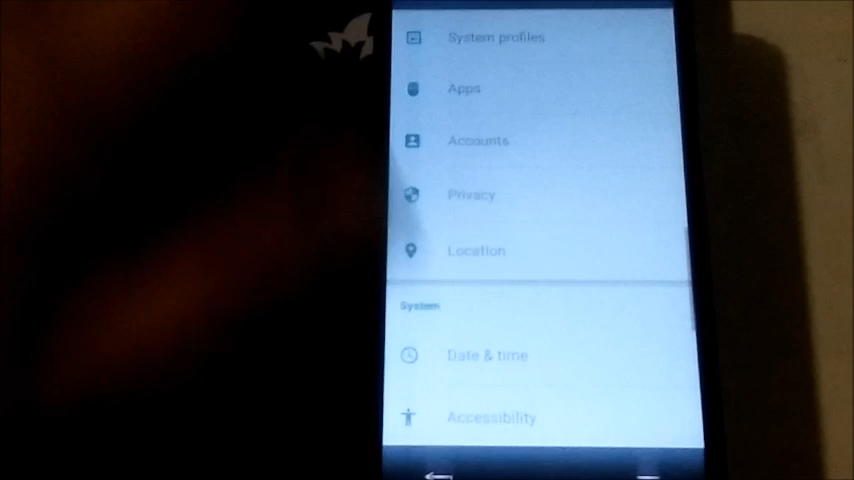 System profiles
Apps
Accounts
Privacy
Location
System
Date & time
Accessibility